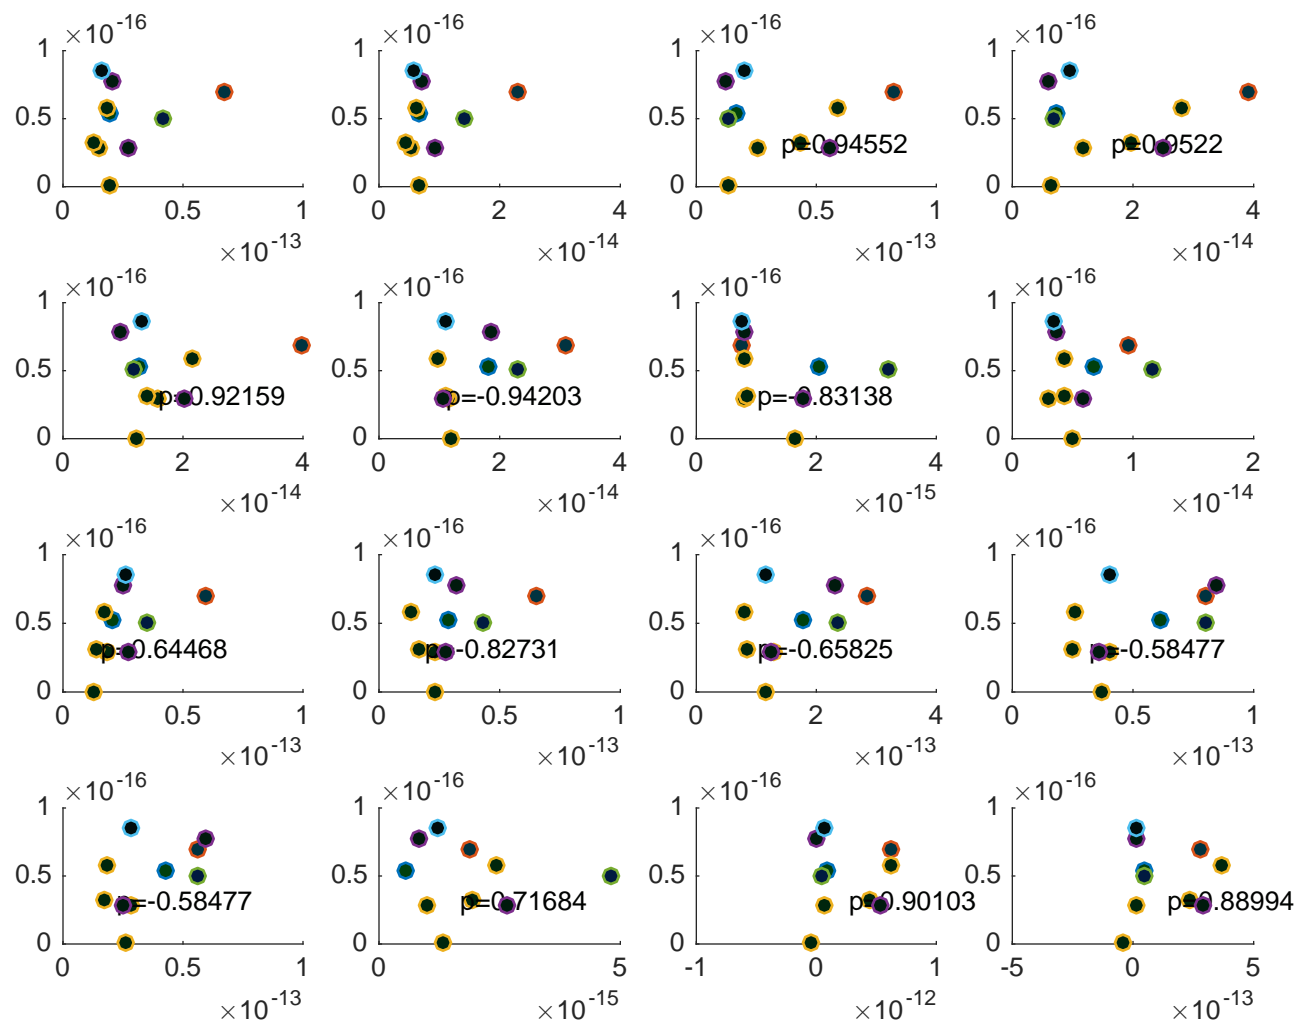 ×10-16 ×10-16 ×10-16 ×10-16
1 1 1 1
0.5 0.5 0.5 0.5
p=0.94552 p=0.9522
0 0 0 0
0 0.5 1 0 2 4 0 0.5 1 0 2 4
×10-13 ×10-14 ×10-13 ×10-14
×10-16 ×10-16 ×10-16 ×10-16
1 1 1 1
0.5 0.5 0.5 0.5
p=0.92159 p=-0.94203 p=-0.83138
0 0 0 0
0 2 4 0 2 4 0 2 4 0 1 2
×10-14 ×10-14 ×10-15 ×10-14
×10-16 ×10-16 ×10-16 ×10-16
1 1 1 1
0.5 0.5 0.5 0.5
p=0.64468 p=-0.82731 p=-0.65825 p=-0.58477
0 0 0 0
0 0.5 1 0 0.5 1 0 2 4 0 0.5 1
×10-13 ×10-13 ×10-13 ×10-13
×10-16 ×10-16 ×10-16 ×10-16
1 1 1 1
0.5 0.5 0.5 0.5
p=-0.58477 p=0.71684 p=0.90103 p=0.88994
0 0 0 0
0 0.5 1 0 5 -1 0 1 -5 0 5
×10-13 ×10-15 ×10-12 ×10-13